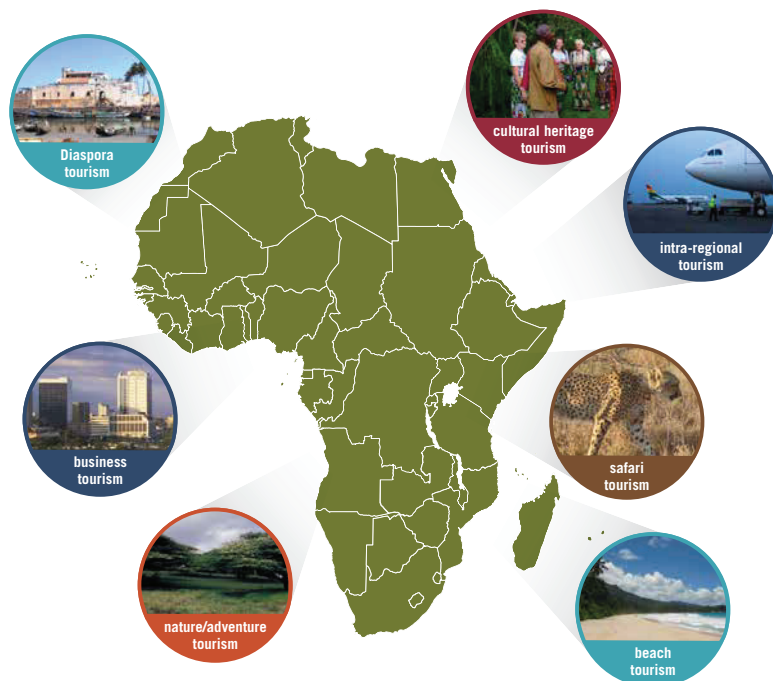 Diaspora
tourism
cultural heritage
tourism
intra-regional
tourism
business
tourism
safari
tourism
nature/adventure
tourism
beach
tourism